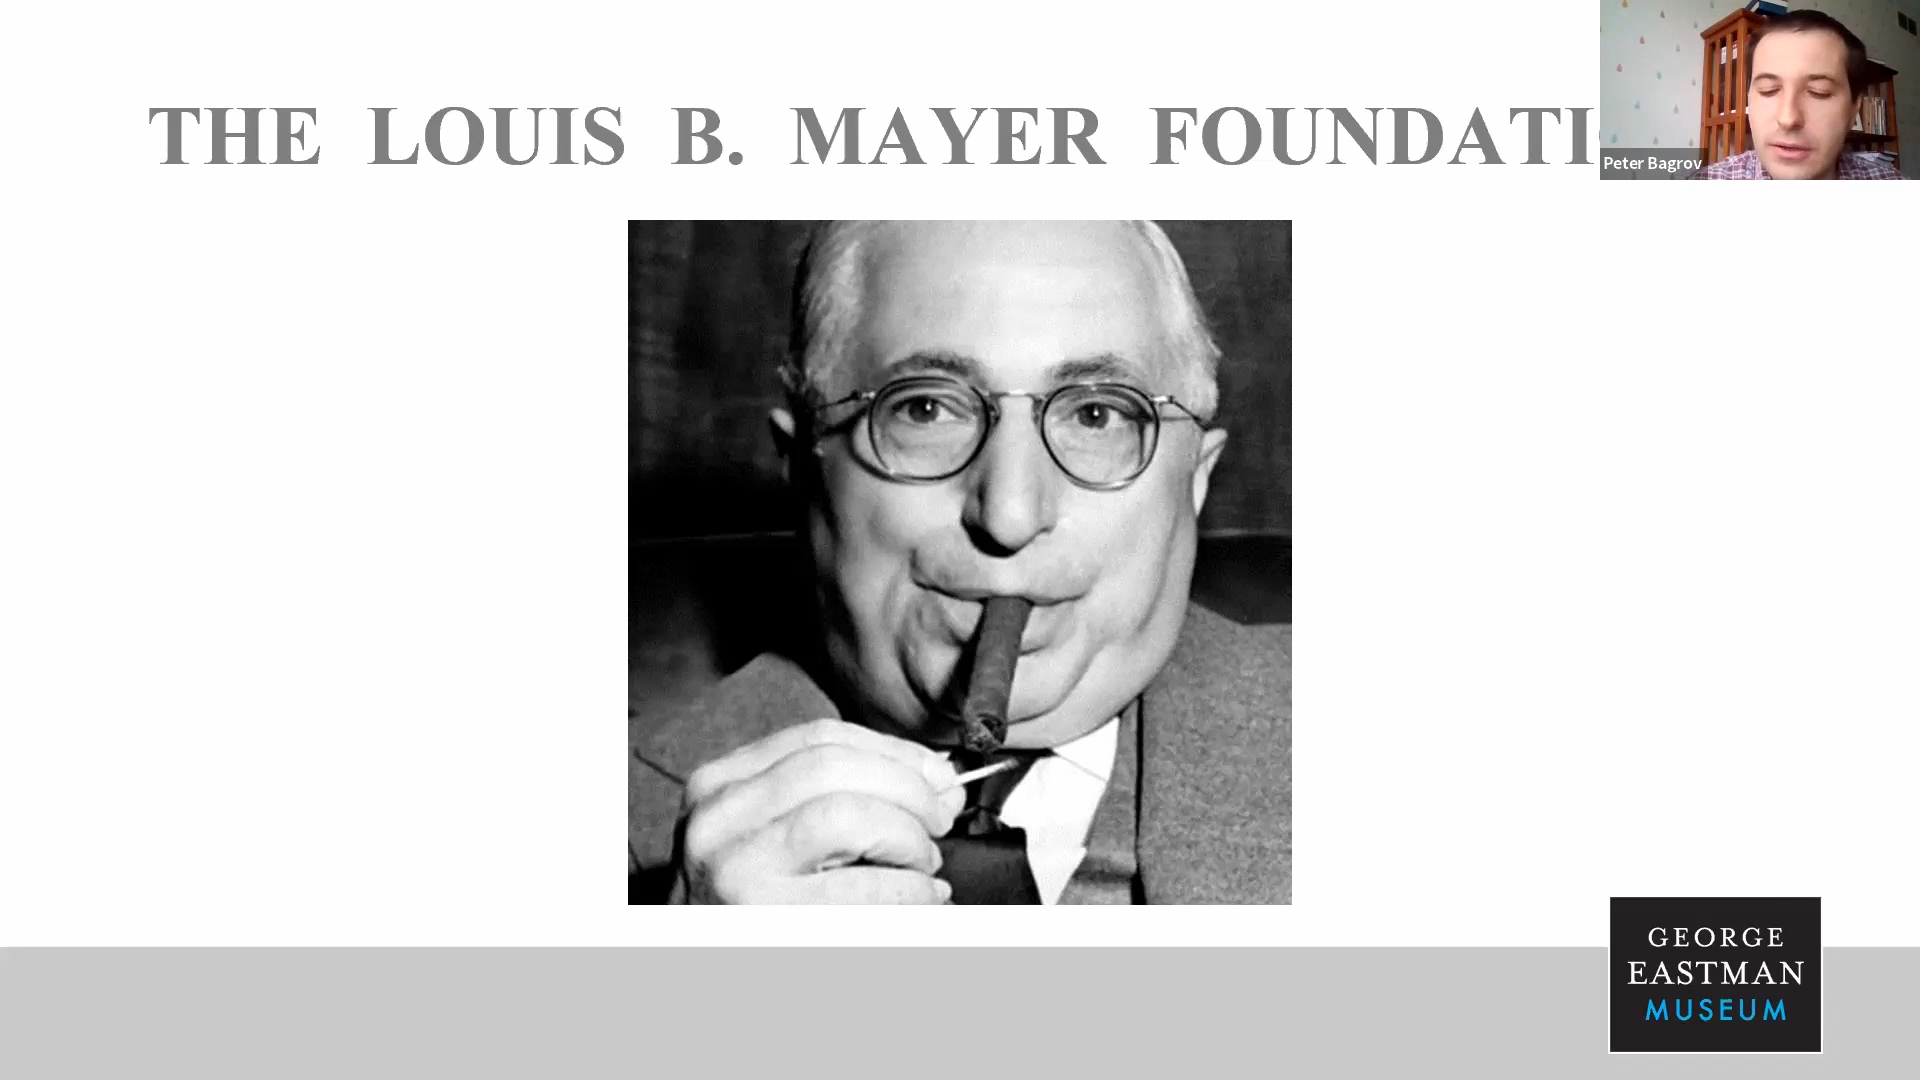 THE LOUIS B. MAYER FOUNDATI
Peter Bagrov
GEORGE
EASTMAN
MUSEUM